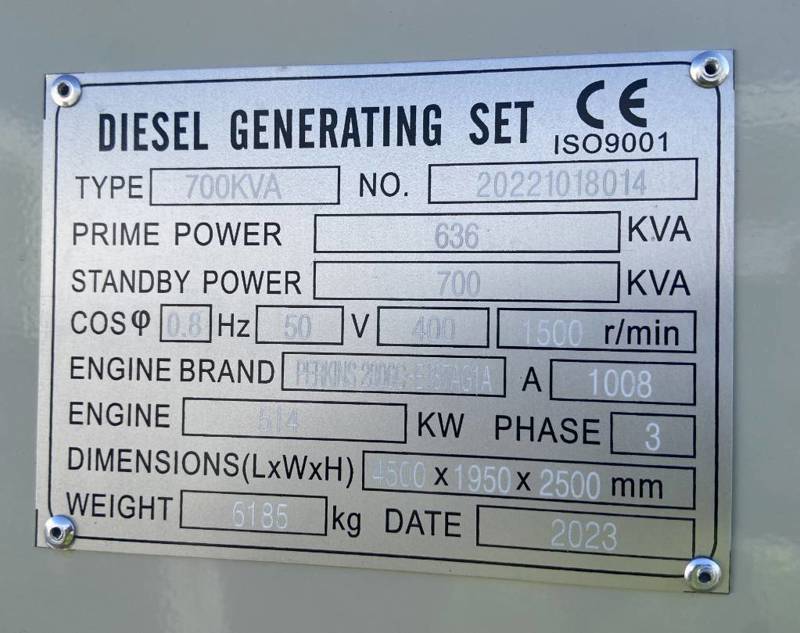 DIESEL GENERATING SET CE
ISO9001
TYPE 700KVA NO. 20221018014
PRIME POWER 636 KVA
STANDBY POWER 700 KVA
COSφ 0.8 Hz 50 V 400 1500 r/min
ENGINE BRAND PERKINS A 1008
ENGINE 514 KW PHASE 3
DIMENSIONS(LxWxH) 4500 x 1950 x 2500 mm
WEIGHT 6185 kg DATE 2023